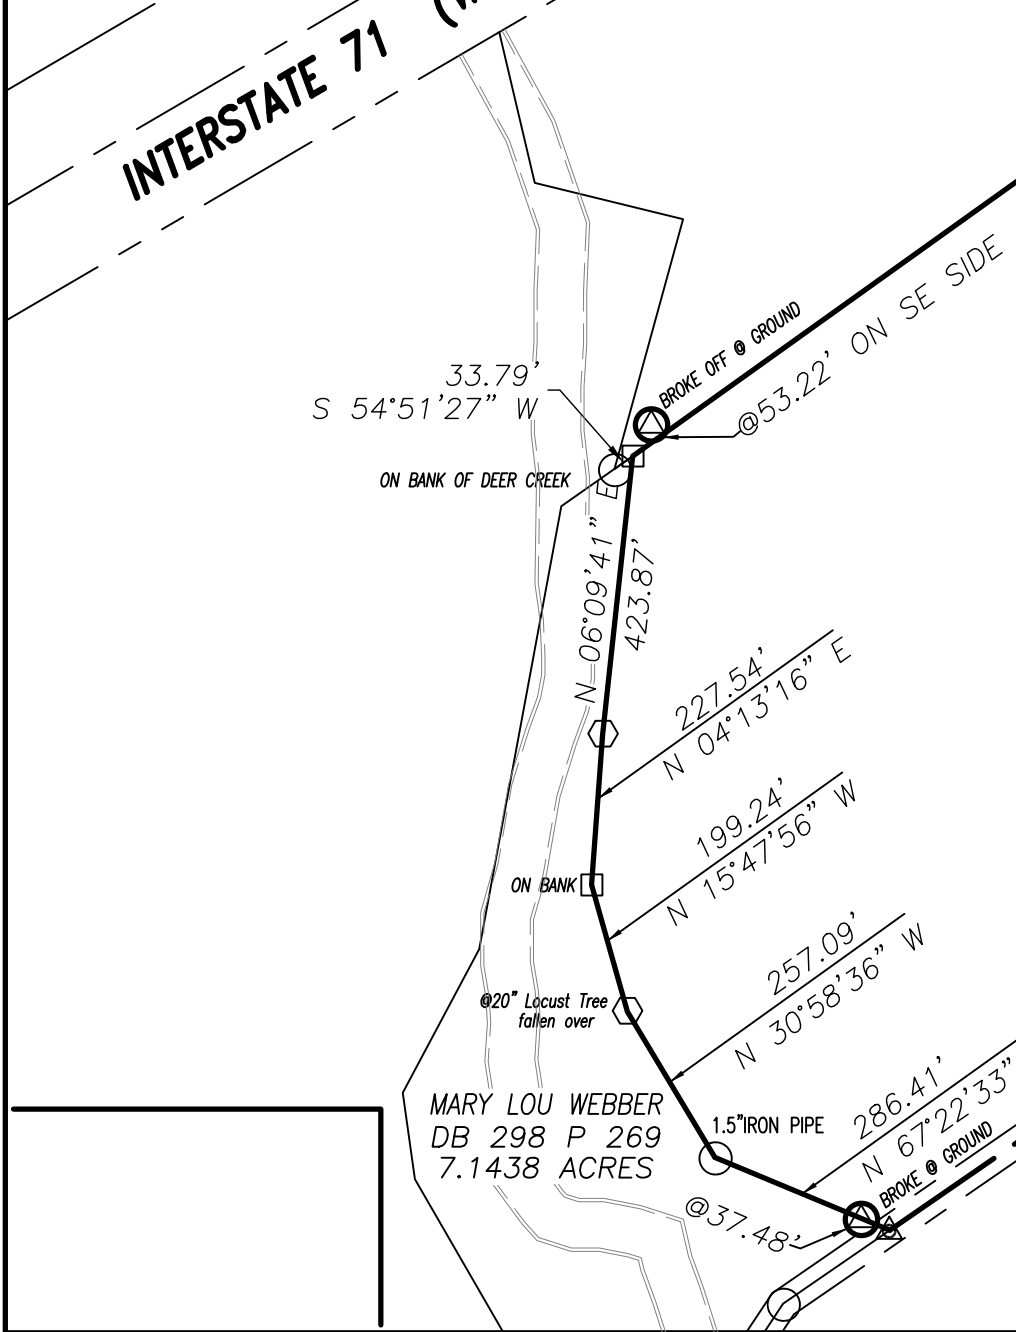 INTERSTATE 71
BROKE OFF @ GROUND
@53.22' ON SE SIDE
33.79'
S 54°51'27" W
ON BANK OF DEER CREEK
N 06°09'41" E
423.87'
227.54'
N 04°13'16" E
199.24'
N 15°47'56" W
ON BANK
257.09'
N 30°58'36" W
@20" Locust Tree
fallen over
286.41'
N 67°22'33"
MARY LOU WEBBER
DB 298 P 269
7.1438 ACRES
1.5"IRON PIPE
BROKE @ GROUND
@37.48'